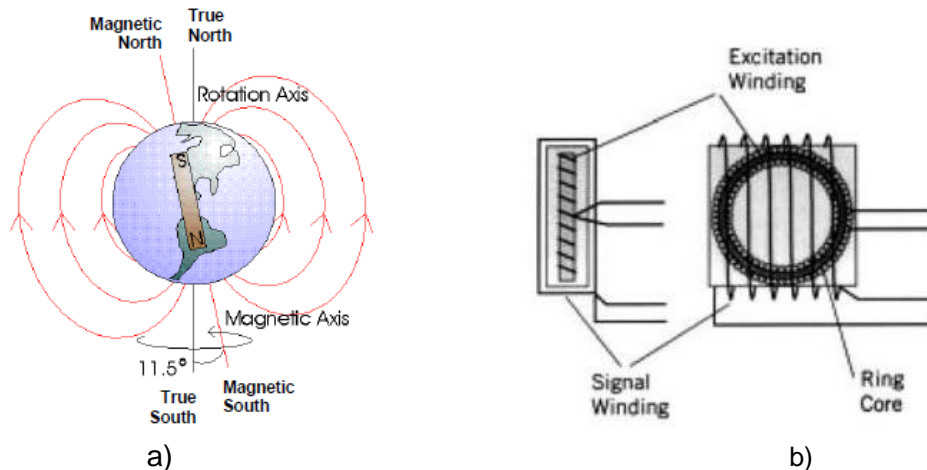 True
North
Magnetic
North
Rotation Axis
S
N
Magnetic Axis
11.5°
True
South
Magnetic
South
a)
Excitation
Winding
Signal
Winding
Ring
Core
b)